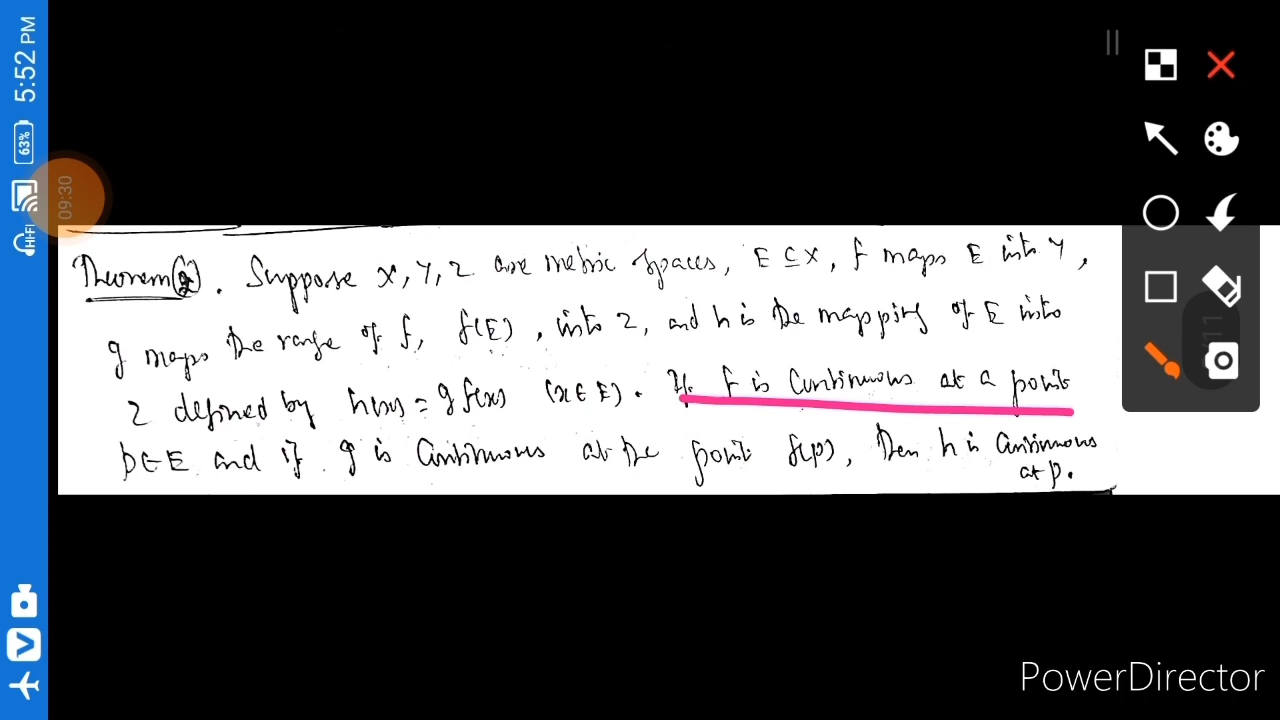 5:52 PM
63%
HI-FI
09:30
Theorem(2). Suppose X, Y, Z are metric spaces, E ⊆ X, f maps E into Y,
g maps the range of f, f(E), into Z, and h is the mapping of E into
Z defined by h(x) = g f(x) (x ∈ E). If f is Continuous at a point
p ∈ E and if g is Continuous at the point f(p), then h is Continuous
at p.
PowerDirector